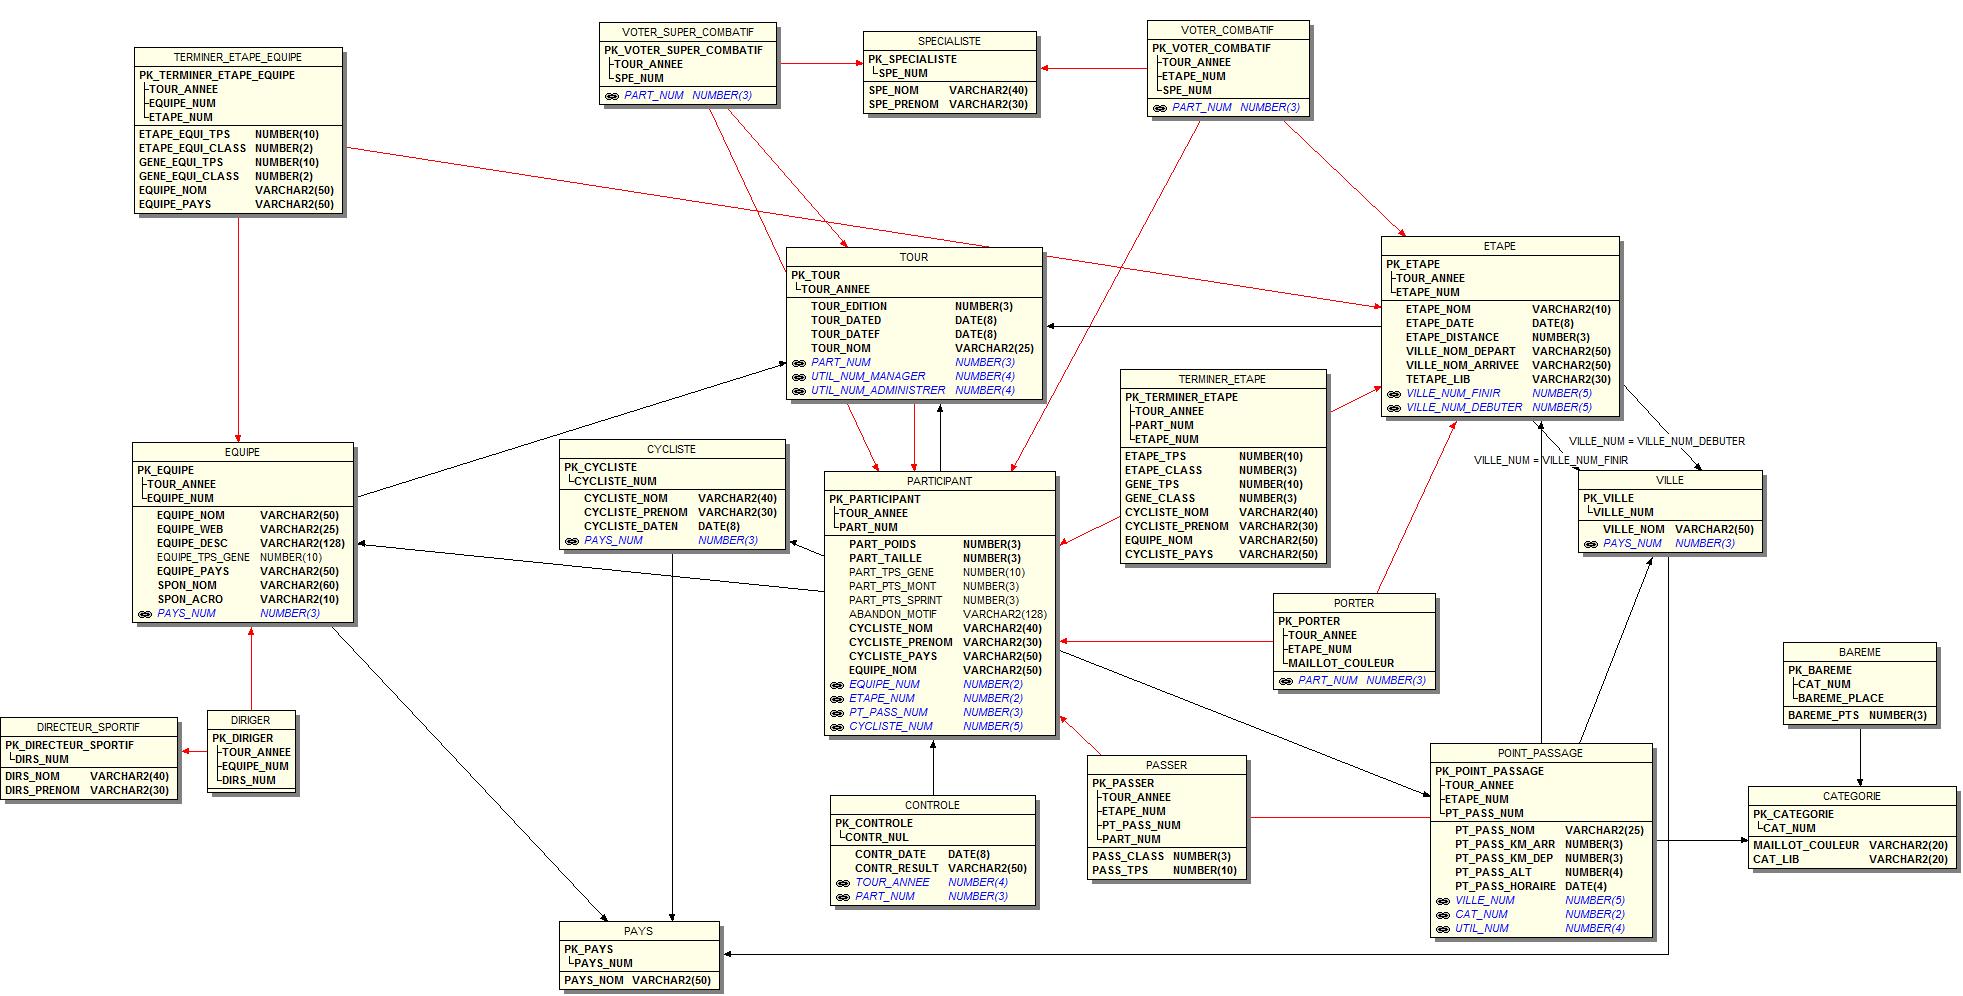 TERMINER_ETAPE_EQUIPE
PK_TERMINER_ETAPE_EQUIPE
TOUR_ANNEE
EQUIPE_NUM
ETAPE_NUM
ETAPE_EQUI_TPS NUMBER(10)
ETAPE_EQUI_CLASS NUMBER(2)
GENE_EQUI_TPS NUMBER(10)
GENE_EQUI_CLASS NUMBER(2)
EQUIPE_NOM VARCHAR2(50)
EQUIPE_PAYS VARCHAR2(50)
VOTER_SUPER_COMBATIF
PK_VOTER_SUPER_COMBATIF
TOUR_ANNEE
SPE_NUM
PART_NUM NUMBER(3)
SPECIALISTE
PK_SPECIALISTE
SPE_NUM
SPE_NOM VARCHAR2(40)
SPE_PRENOM VARCHAR2(30)
VOTER_COMBATIF
PK_VOTER_COMBATIF
TOUR_ANNEE
ETAPE_NUM
SPE_NUM
PART_NUM NUMBER(3)
TOUR
PK_TOUR
TOUR_ANNEE
TOUR_EDITION NUMBER(3)
TOUR_DATED DATE(8)
TOUR_DATEF DATE(8)
TOUR_NOM VARCHAR2(25)
PART_NUM NUMBER(3)
UTIL_NUM_MANAGER NUMBER(4)
UTIL_NUM_ADMINISTRER NUMBER(4)
ETAPE
PK_ETAPE
TOUR_ANNEE
ETAPE_NUM
ETAPE_NOM VARCHAR2(10)
ETAPE_DATE DATE(8)
ETAPE_DISTANCE NUMBER(3)
VILLE_NOM_DEPART VARCHAR2(50)
VILLE_NOM_ARRIVEE VARCHAR2(50)
TETAPE_LIB VARCHAR2(30)
VILLE_NUM_FINIR NUMBER(5)
VILLE_NUM_DEBUTER NUMBER(5)
TERMINER_ETAPE
PK_TERMINER_ETAPE
TOUR_ANNEE
PART_NUM
ETAPE_NUM
ETAPE_TPS NUMBER(10)
ETAPE_CLASS NUMBER(3)
GENE_TPS NUMBER(10)
GENE_CLASS NUMBER(3)
CYCLISTE_NOM VARCHAR2(40)
CYCLISTE_PRENOM VARCHAR2(30)
EQUIPE_NOM VARCHAR2(50)
CYCLISTE_PAYS VARCHAR2(50)
VILLE_NUM = VILLE_NUM_DEBUTER
VILLE_NUM = VILLE_NUM_FINIR
EQUIPE
PK_EQUIPE
TOUR_ANNEE
EQUIPE_NUM
EQUIPE_NOM VARCHAR2(50)
EQUIPE_WEB VARCHAR2(25)
EQUIPE_DESC VARCHAR2(128)
EQUIPE_TPS_GENE NUMBER(10)
EQUIPE_PAYS VARCHAR2(50)
SPON_NOM VARCHAR2(60)
SPON_ACRO VARCHAR2(10)
PAYS_NUM NUMBER(3)
CYCLISTE
PK_CYCLISTE
CYCLISTE_NUM
CYCLISTE_NOM VARCHAR2(40)
CYCLISTE_PRENOM VARCHAR2(30)
CYCLISTE_DATEN DATE(8)
PAYS_NUM NUMBER(3)
PARTICIPANT
PK_PARTICIPANT
TOUR_ANNEE
PART_NUM
PART_POIDS NUMBER(3)
PART_TAILLE NUMBER(3)
PART_TPS_GENE NUMBER(10)
PART_PTS_MONT NUMBER(3)
PART_PTS_SPRINT NUMBER(3)
ABANDON_MOTIF VARCHAR2(128)
CYCLISTE_NOM VARCHAR2(40)
CYCLISTE_PRENOM VARCHAR2(30)
CYCLISTE_PAYS VARCHAR2(50)
EQUIPE_NOM VARCHAR2(50)
EQUIPE_NUM NUMBER(2)
ETAPE_NUM NUMBER(2)
PT_PASS_NUM NUMBER(3)
CYCLISTE_NUM NUMBER(5)
VILLE
PK_VILLE
VILLE_NUM
VILLE_NOM VARCHAR2(50)
PAYS_NUM NUMBER(3)
PORTER
PK_PORTER
TOUR_ANNEE
ETAPE_NUM
MAILLOT_COULEUR
PART_NUM NUMBER(3)
BAREME
PK_BAREME
CAT_NUM
BAREME_PLACE
BAREME_PTS NUMBER(3)
DIRECTEUR_SPORTIF
PK_DIRECTEUR_SPORTIF
DIRS_NUM
DIRS_NOM VARCHAR2(40)
DIRS_PRENOM VARCHAR2(30)
DIRIGER
PK_DIRIGER
TOUR_ANNEE
EQUIPE_NUM
DIRS_NUM
CONTROLE
PK_CONTROLE
CONTR_NUL
CONTR_DATE DATE(8)
CONTR_RESULT VARCHAR2(50)
TOUR_ANNEE NUMBER(4)
PART_NUM NUMBER(3)
PASSER
PK_PASSER
TOUR_ANNEE
ETAPE_NUM
PT_PASS_NUM
PART_NUM
PASS_CLASS NUMBER(3)
PASS_TPS NUMBER(10)
POINT_PASSAGE
PK_POINT_PASSAGE
TOUR_ANNEE
ETAPE_NUM
PT_PASS_NUM
PT_PASS_NOM VARCHAR2(25)
PT_PASS_KM_ARR NUMBER(3)
PT_PASS_KM_DEP NUMBER(3)
PT_PASS_ALT NUMBER(4)
PT_PASS_HORAIRE DATE(4)
VILLE_NUM NUMBER(5)
CAT_NUM NUMBER(2)
UTIL_NUM NUMBER(4)
CATEGORIE
PK_CATEGORIE
CAT_NUM
MAILLOT_COULEUR VARCHAR2(20)
CAT_LIB VARCHAR2(20)
PAYS
PK_PAYS
PAYS_NUM
PAYS_NOM VARCHAR2(50)